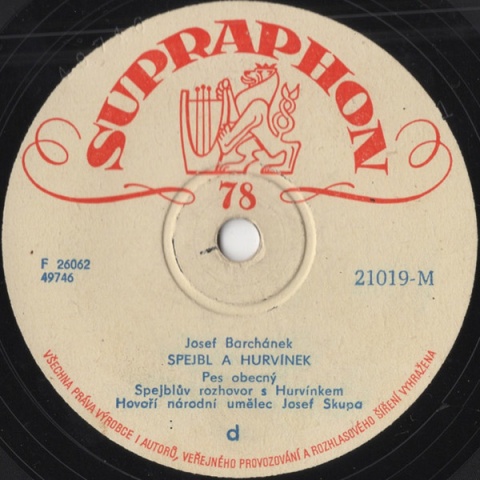 SUPRAPHON
78
F 26062
49746
21019-M
Josef Barchánek
SPEJBL A HURVÍNEK
Pes obecný
Spejblův rozhovor s Hurvínkem
Hovoří národní umělec Josef Skupa
d
VŠECHNA PRÁVA VÝROBCE I AUTORŮ, VEŘEJNÉHO PROVOZOVÁNÍ A ROZHLASOVÉHO ŠÍŘENÍ VYHRAŽENA